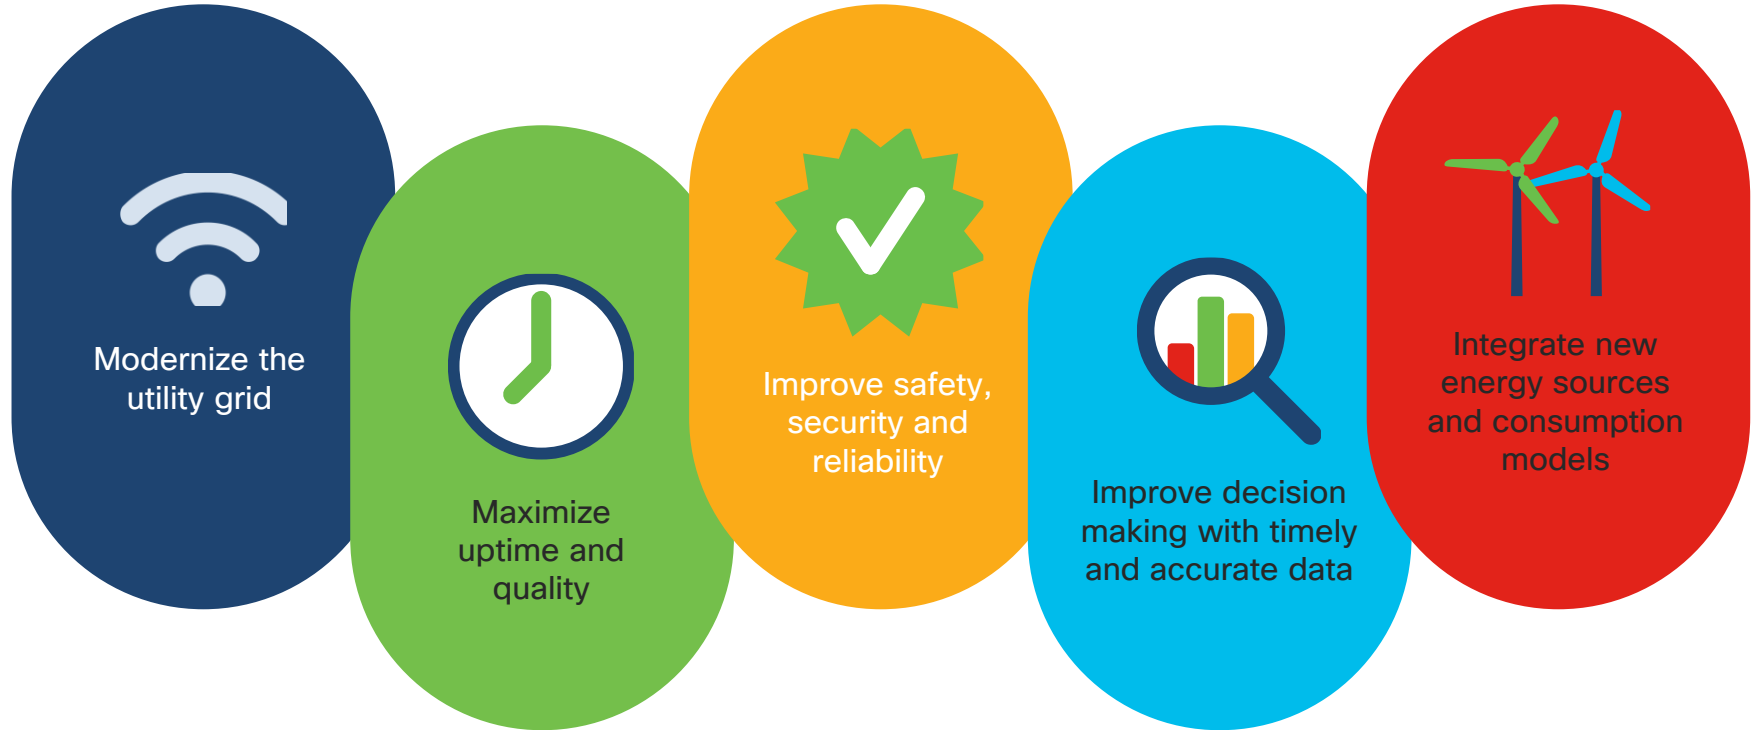 Modernize the
utility grid
Maximize
uptime and
quality
Improve safety,
security and
reliability
Improve decision
making with timely
and accurate data
Integrate new
energy sources
and consumption
models